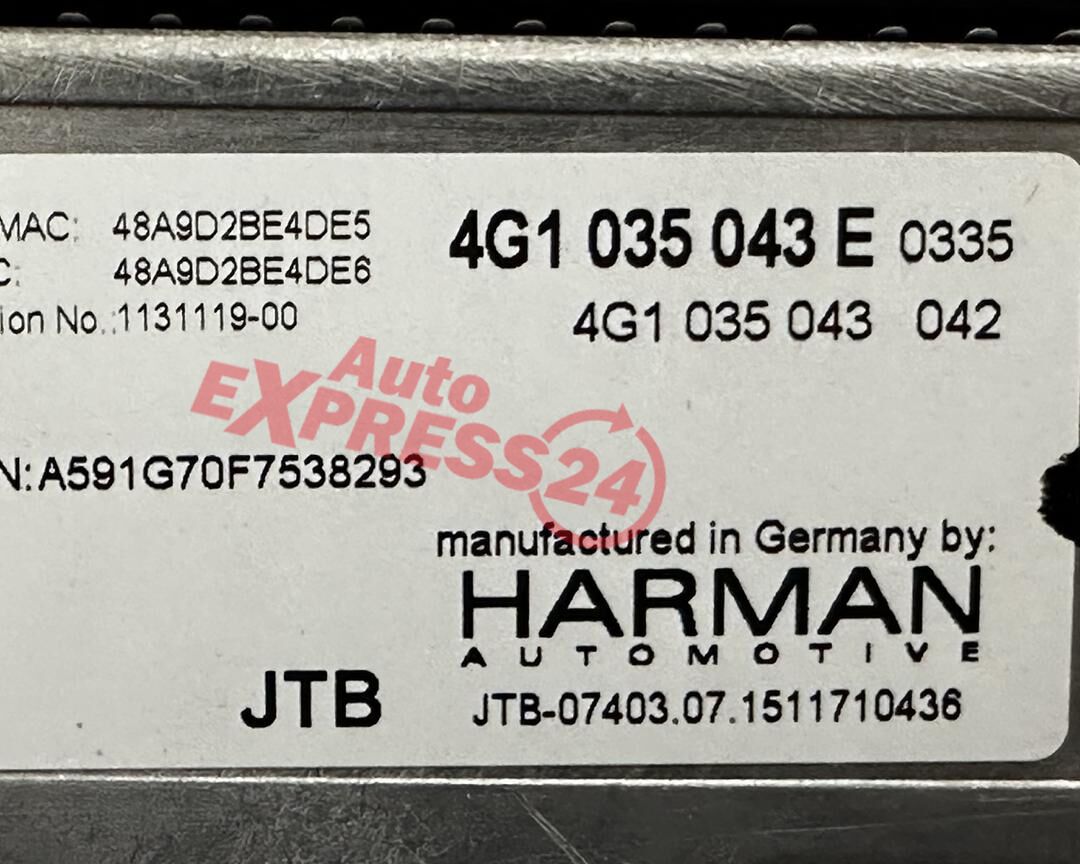 MAC: 48A9D2BE4DE5
C: 48A9D2BE4DE6
ion No.:1131119-00
4G1 035 043 E 0335
4G1 035 043 042
Auto
EXPRESS24
N:A591G70F7538293
manufactured in Germany by:
HARMAN
AUTOMOTIVE
JTB
JTB-07403.07.1511710436